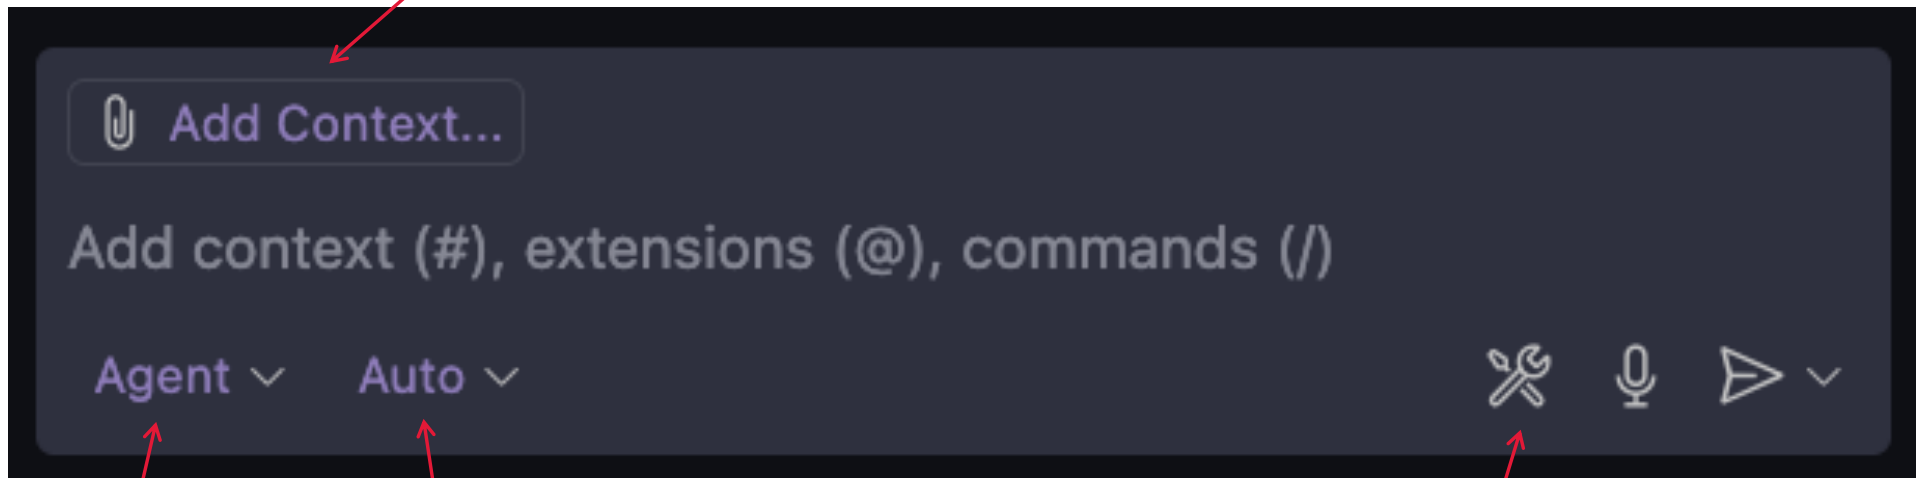 Add Context...
Add context (#), extensions (@), commands (/)
Agent Auto